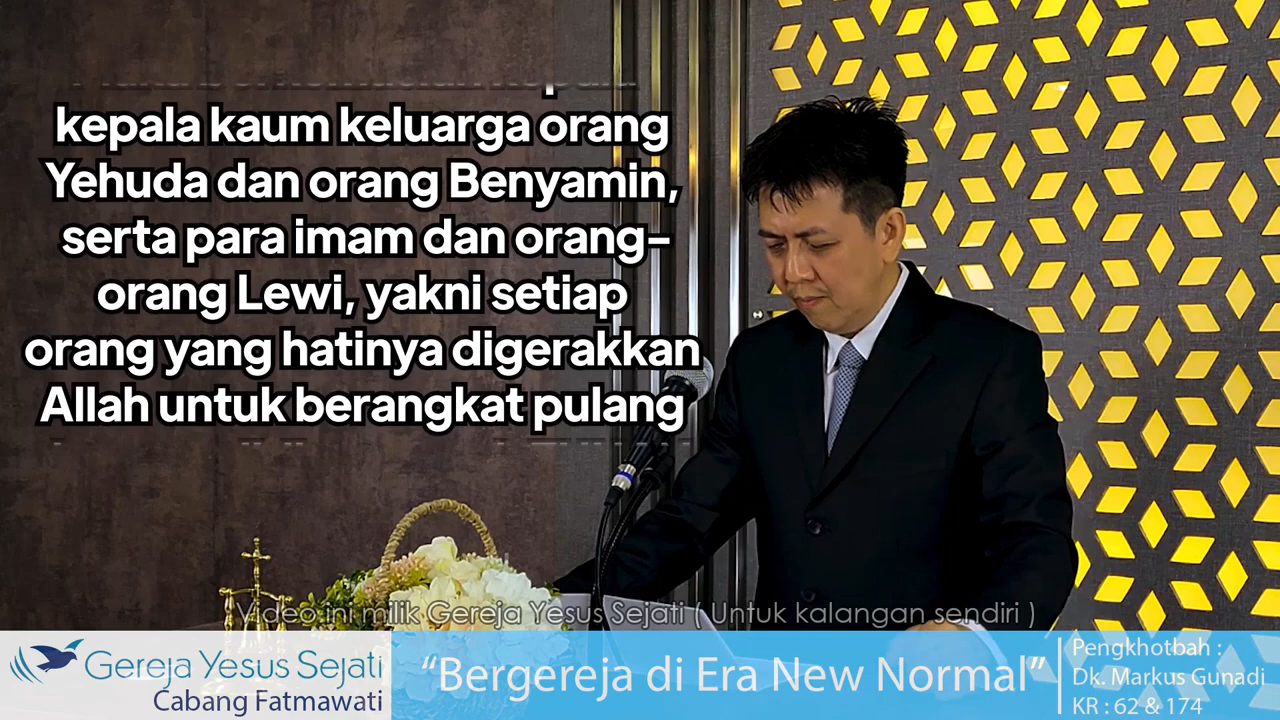 kepala kaum keluarga orang
Yehuda dan orang Benyamin,
serta para imam dan orang-
orang Lewi, yakni setiap
orang yang hatinya digerakkan
Allah untuk berangkat pulang
Video ini milik Gereja Yesus Sejati ( Untuk kalangan sendiri )
Gereja Yesus Sejati
Cabang Fatmawati
“Bergereja di Era New Normal”
Pengkhotbah :
Dk. Markus Gunadi
KR : 62 & 174